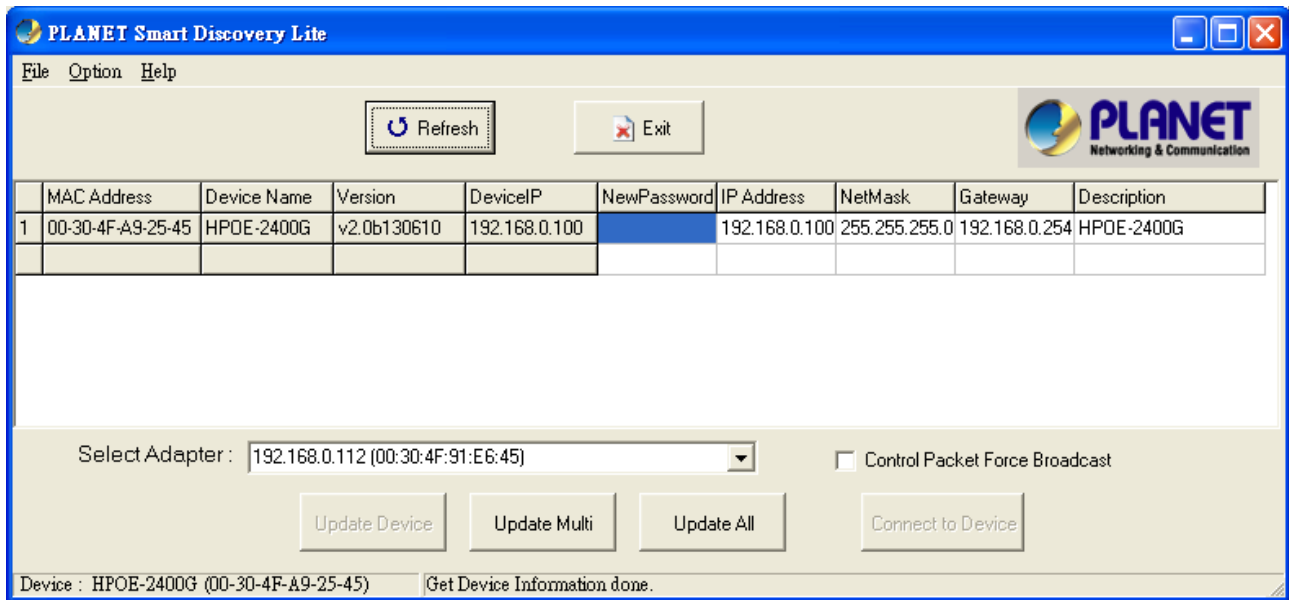 PLANET Smart Discovery Lite
File Option Help
Refresh Exit
PLANET
Networking & Communication
MAC Address Device Name Version DeviceIP NewPassword IP Address NetMask Gateway Description
1 00-30-4F-A9-25-45 HPOE-2400G v2.0b130610 192.168.0.100 192.168.0.100 255.255.255.0 192.168.0.254 HPOE-2400G
Select Adapter : 192.168.0.112 (00:30:4F:91:E6:45) Control Packet Force Broadcast
Update Device Update Multi Update All Connect to Device
Device : HPOE-2400G (00-30-4F-A9-25-45) Get Device Information done.